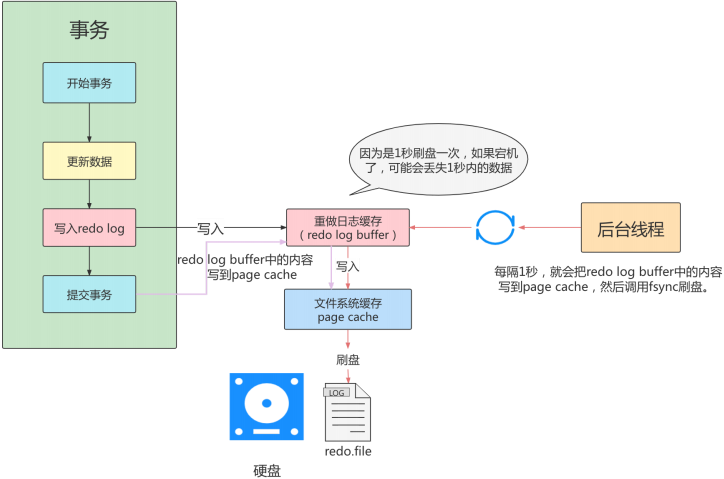 事务
开始事务
更新数据
写入redo log
提交事务
写入
redo log buffer中的内容
写到page cache
因为是1秒刷盘一次，如果宕机
了，可能会丢失1秒内的数据
重做日志缓存
（redo log buffer）
写入
文件系统缓存
page cache
刷盘
LOG
redo.file
硬盘
后台线程
每隔1秒，就会把redo log buffer中的内容
写到page cache，然后调用fsync刷盘。